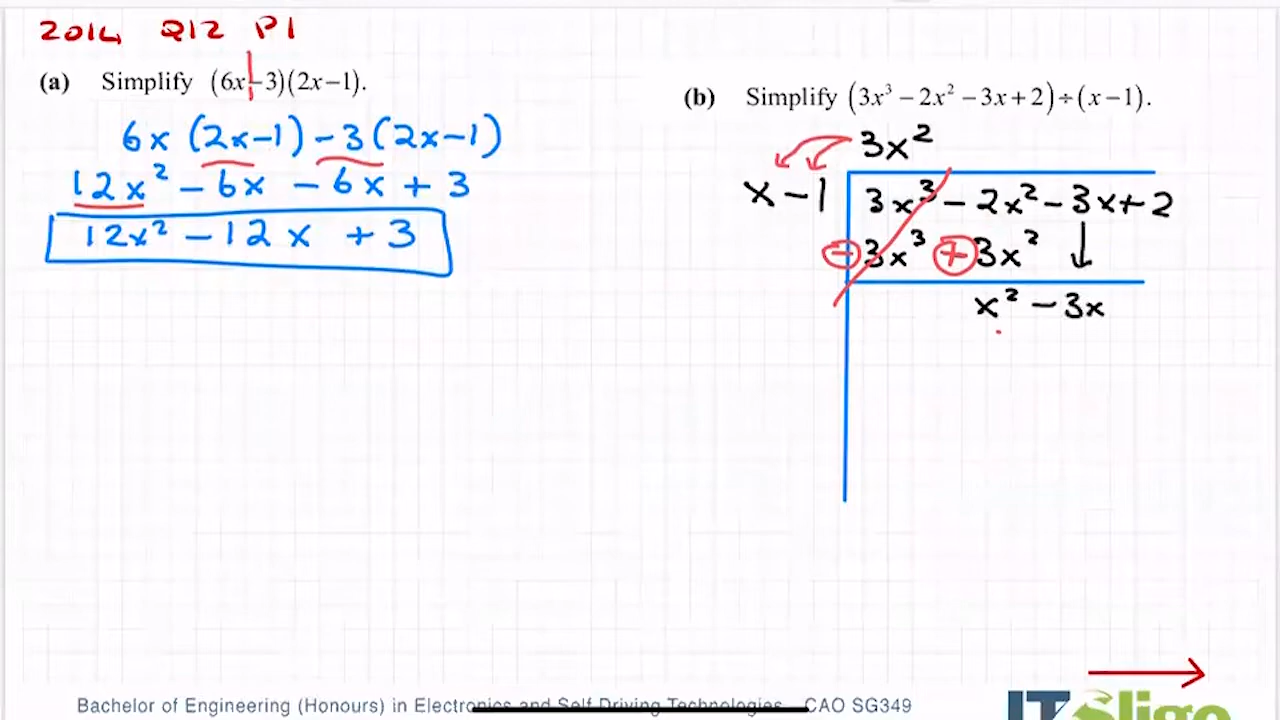 2014 Q12 P1
(a) Simplify (6x−3)(2x−1).
6x (2x−1) −3(2x−1)
12x² − 6x − 6x + 3
12x² − 12x + 3
(b) Simplify (3x³ − 2x² − 3x + 2) ÷ (x − 1).
3x²
x − 1 3x³ − 2x² − 3x + 2
− 3x³ + 3x²
x² − 3x
Bachelor of Engineering (Honours) in Electronics and Self Driving Technologies CAO SG349
IT Sligo